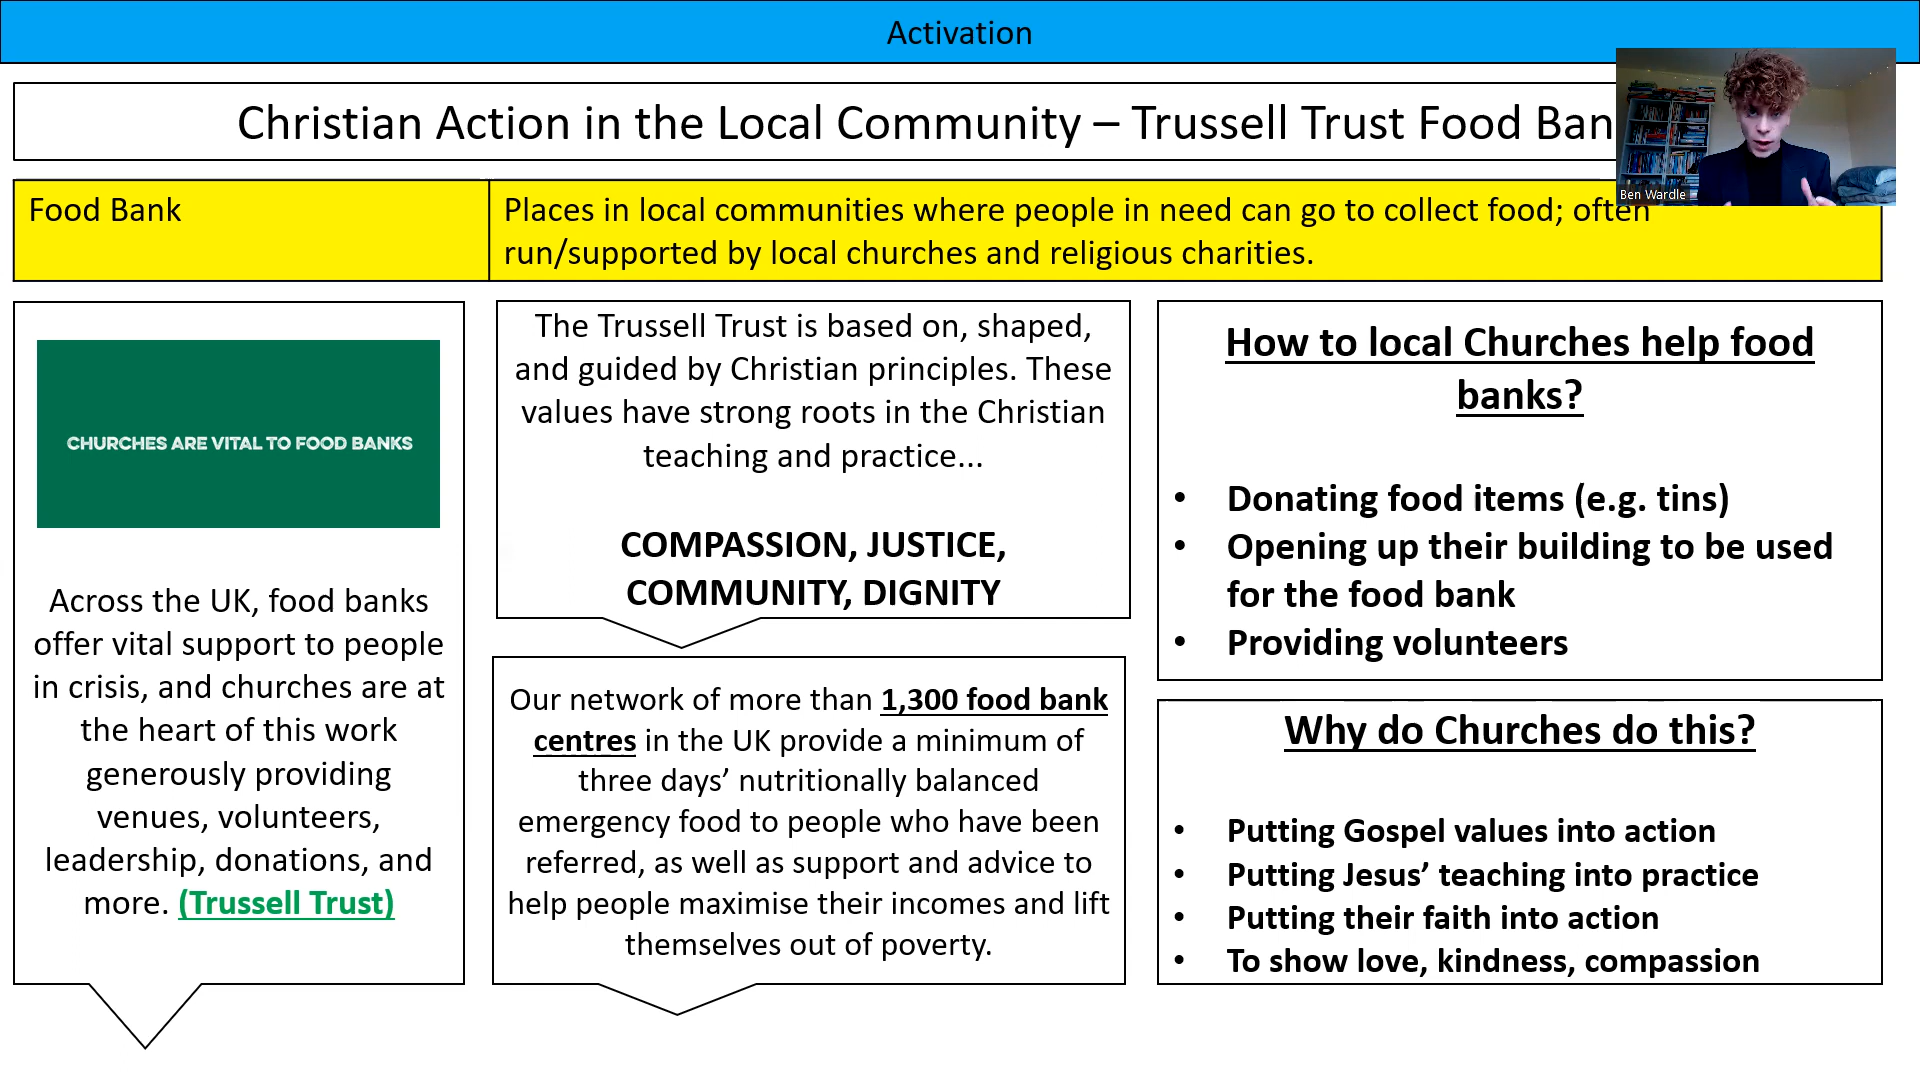 Activation
Christian Action in the Local Community – Trussell Trust Food Ban
Ben Wardle
Food Bank
Places in local communities where people in need can go to collect food; often
run/supported by local churches and religious charities.
CHURCHES ARE VITAL TO FOOD BANKS
Across the UK, food banks
offer vital support to people
in crisis, and churches are at
the heart of this work
generously providing
venues, volunteers,
leadership, donations, and
more. (Trussell Trust)
The Trussell Trust is based on, shaped,
and guided by Christian principles. These
values have strong roots in the Christian
teaching and practice...
COMPASSION, JUSTICE,
COMMUNITY, DIGNITY
Our network of more than 1,300 food bank
centres in the UK provide a minimum of
three days’ nutritionally balanced
emergency food to people who have been
referred, as well as support and advice to
help people maximise their incomes and lift
themselves out of poverty.
How to local Churches help food
banks?
• Donating food items (e.g. tins)
• Opening up their building to be used
for the food bank
• Providing volunteers
Why do Churches do this?
• Putting Gospel values into action
• Putting Jesus’ teaching into practice
• Putting their faith into action
• To show love, kindness, compassion